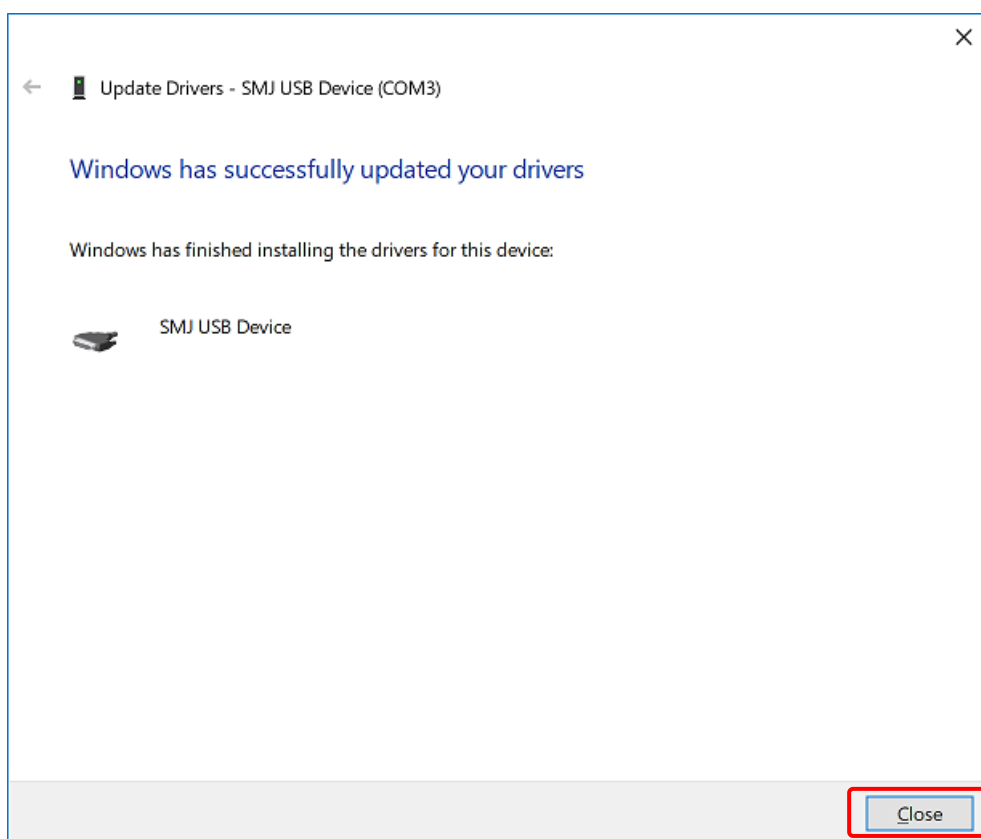 Update Drivers - SMJ USB Device (COM3)
Windows has successfully updated your drivers
Windows has finished installing the drivers for this device:
SMJ USB Device
Close